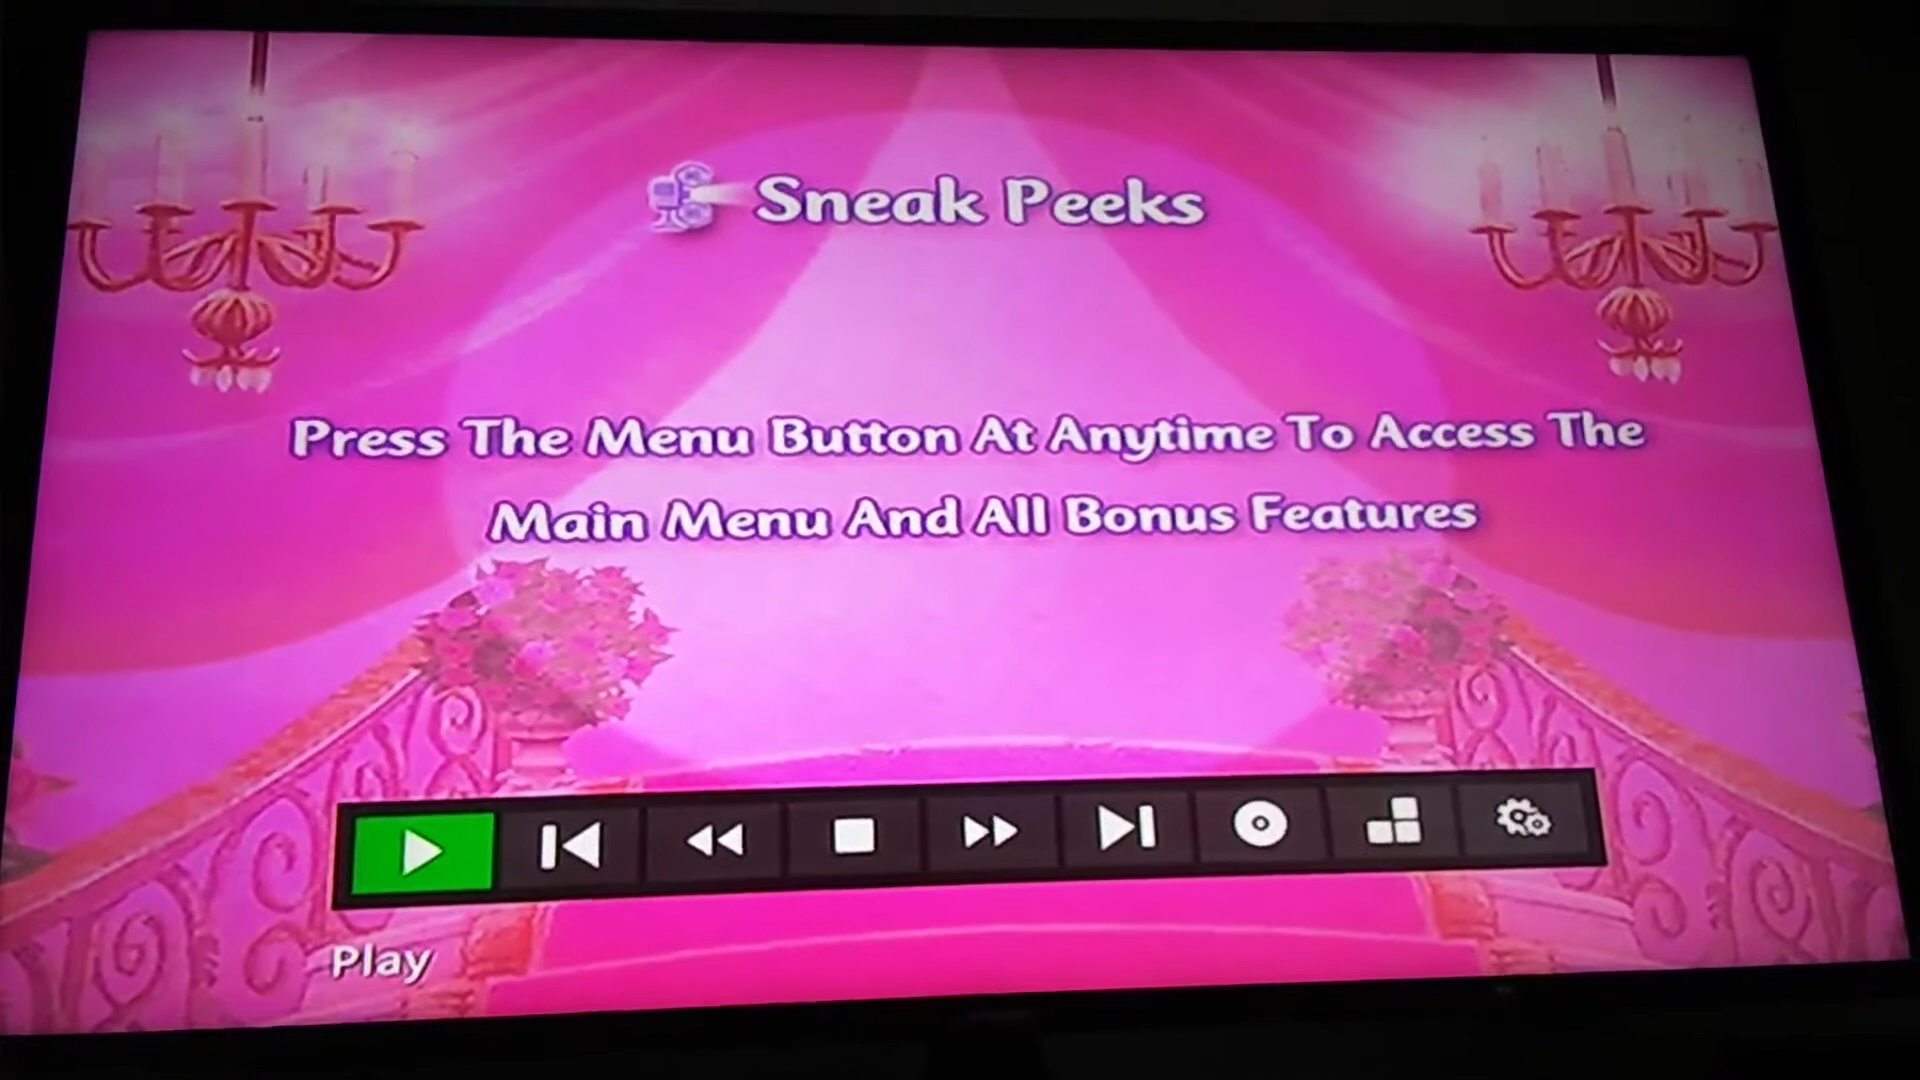 Sneak Peeks
Press The Menu Button At Anytime To Access The
Main Menu And All Bonus Features
Play